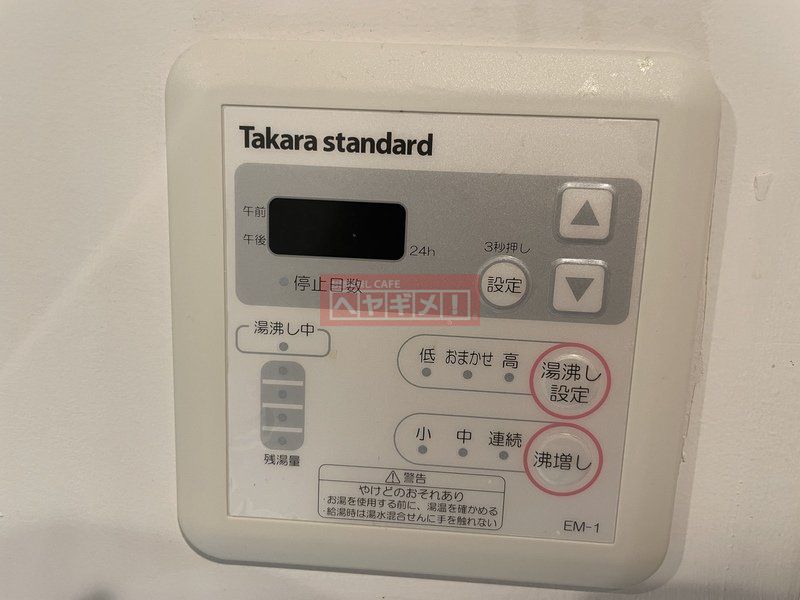 Takara standard
午前
午後
24h
3秒押し
設定
停止日数
CAFE
ヘヤギメ!
湯沸し中
低 おまかせ 高
湯沸し
設定
小 中 連続
沸増し
残湯量
警告
やけどのおそれあり
・お湯を使用する前に、湯温を確かめる
・給湯時は湯水混合せんに手を触れない
EM-1